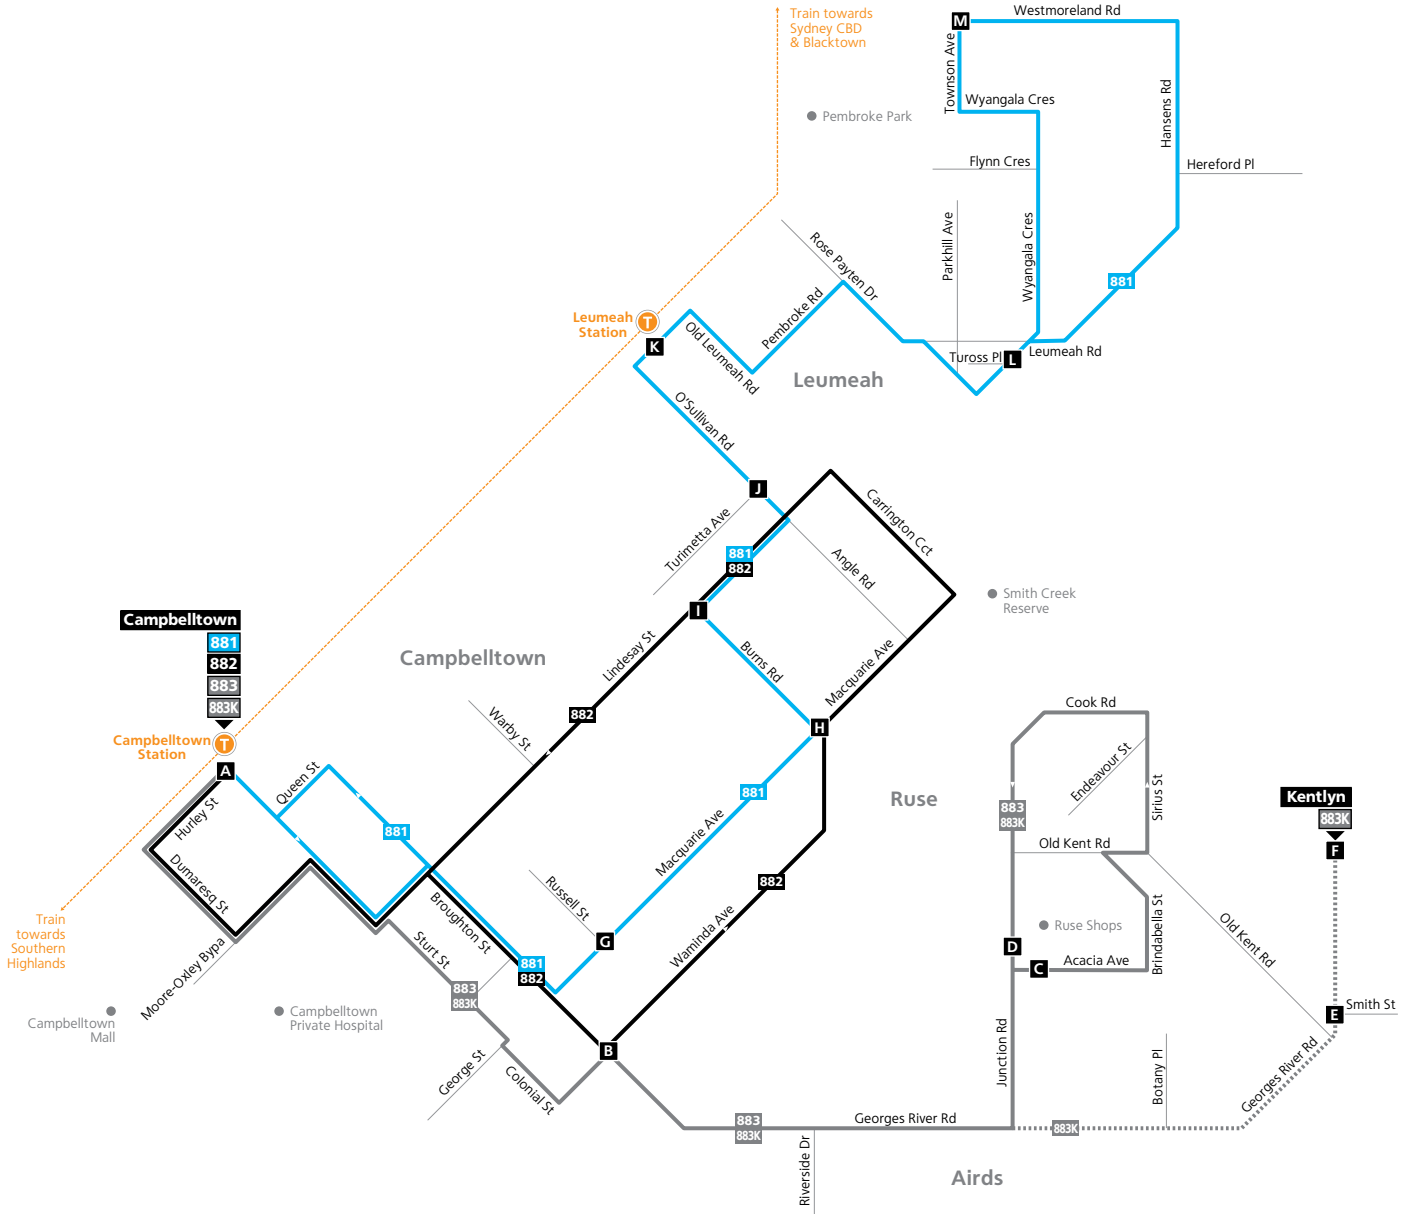 Train towards
Sydney CBD
& Blacktown
M
Westmoreland Rd
Townson Ave
Wyangala Cres
Hansens Rd
Pembroke Park
Flynn Cres
Hereford Pl
Parkhill Ave
Wyangala Cres
Rose Payten Dr
881
Pembroke Rd
Leumeah
Station
T
K
Old Leumeah Rd
Tuross Pl
L
Leumeah Rd
Leumeah
O'Sullivan Rd
J
Carrington Cct
Turimetta Ave
881
882
Angle Rd
Smith Creek
Reserve
I
Campbelltown
881
882
883
883K
Campbelltown
Lindesay St
Burns Rd
Macquarie Ave
882
Warby St
H
Cook Rd
Campbelltown
Station
T
A
Queen St
Endeavour St
Sirius St
Ruse
881
883
883K
Kentlyn
883K
F
Hurley St
881
Macquarie Ave
Old Kent Rd
Dumaresq St
Russell St
882
Broughton St
Waminda Ave
Brindabella St
Ruse Shops
Old Kent Rd
Train
towards
Southern
Highlands
Moore-Oxley Bypa
Sturt St
G
D
C
Acacia Ave
881
882
883
883K
Campbelltown
Mall
Campbelltown
Private Hospital
E
Smith St
B
Junction Rd
George St
Colonial St
Botany Pl
Georges River Rd
883
883K
Georges River Rd
883K
Riverside Dr
Airds